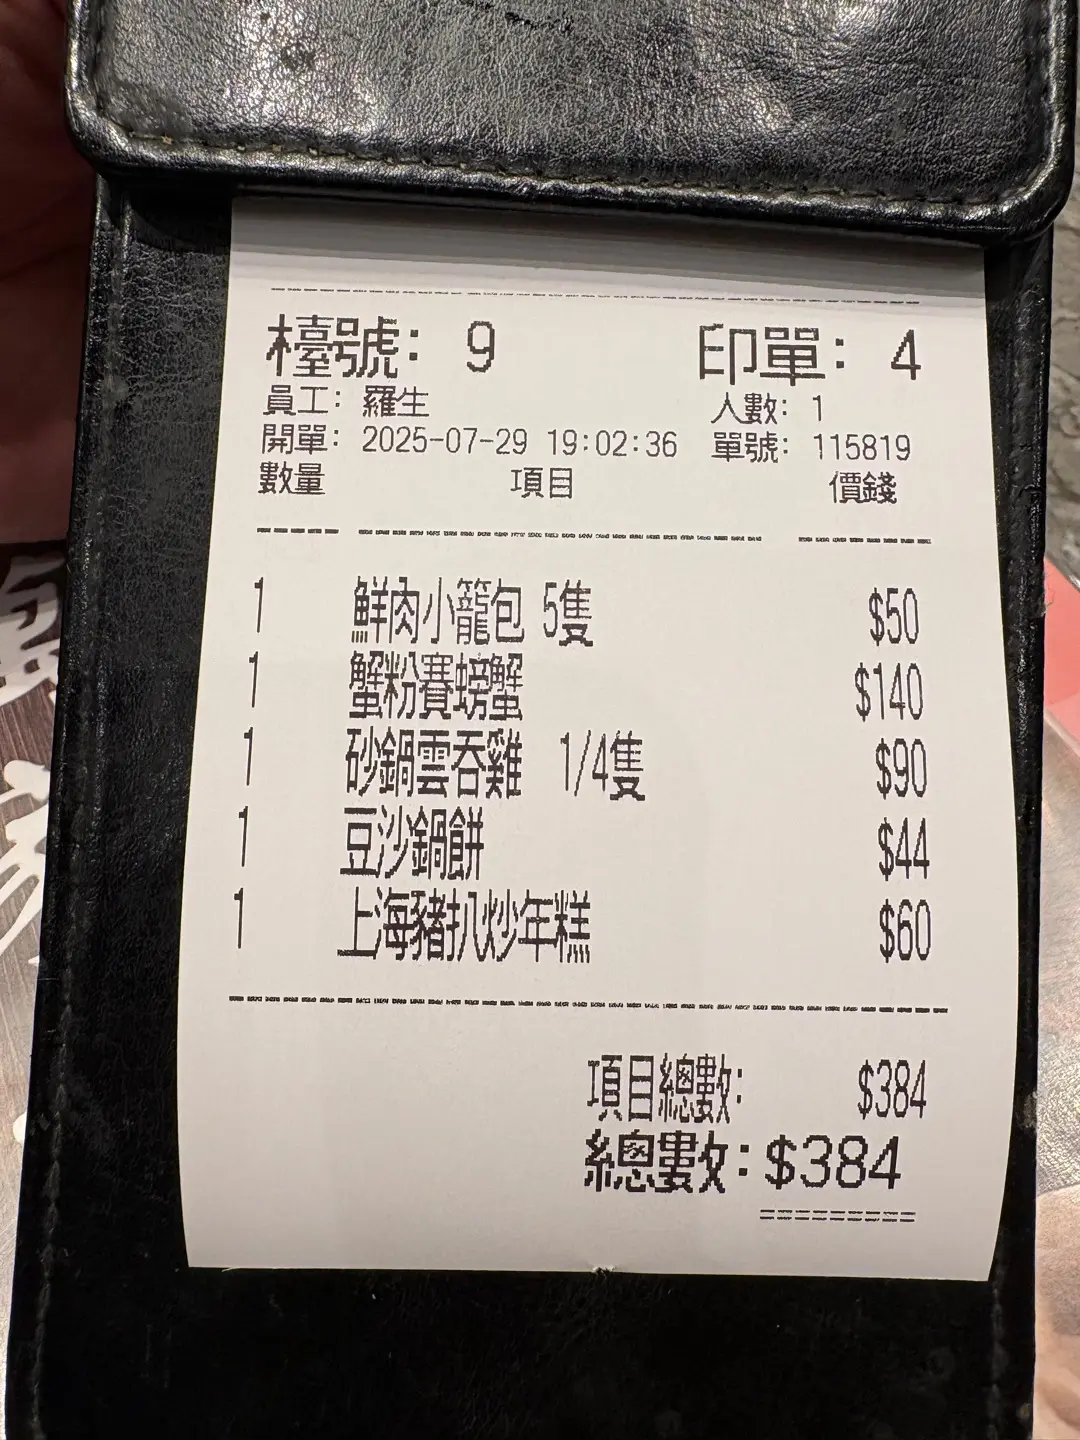 檯號: 9 印單: 4
員工: 羅生 人數: 1
開單: 2025-07-29 19:02:36 單號: 115819
數量 項目 價錢
1 鮮肉小籠包 5隻 $50
1 蟹粉賽螃蟹 $140
1 砂鍋雲吞雞 1/4隻 $90
1 豆沙鍋餅 $44
1 上海豬扒炒年糕 $60
項目總數: $384
總數: $384